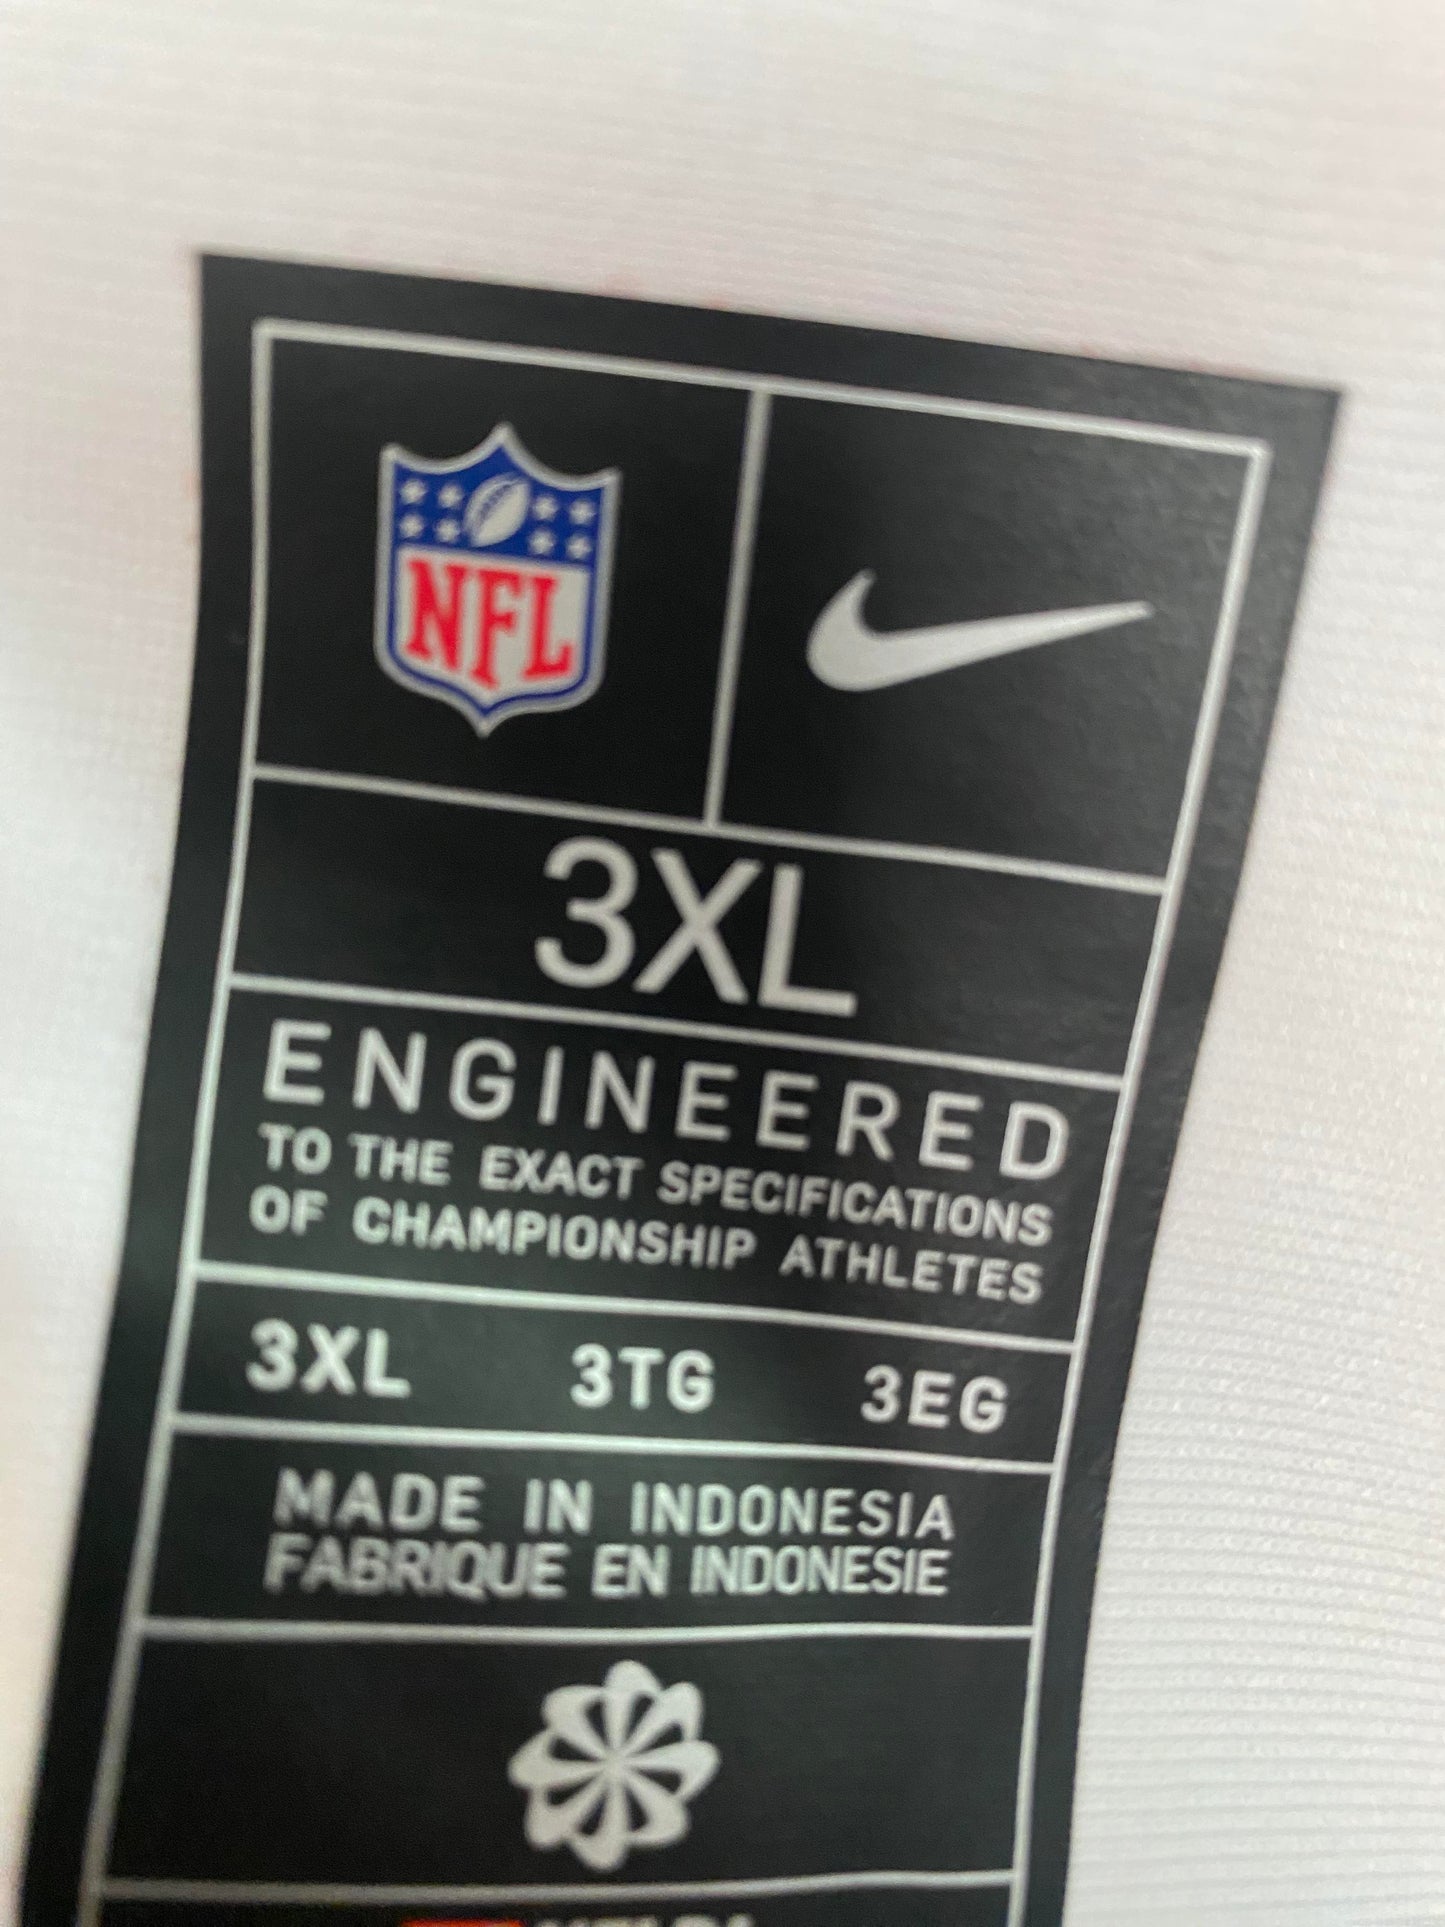 NFL
3XL
ENGINEERED
TO THE EXACT SPECIFICATIONS
OF CHAMPIONSHIP ATHLETES
3XL 3TG 3EG
MADE IN INDONESIA
FABRIQUE EN INDONESIE